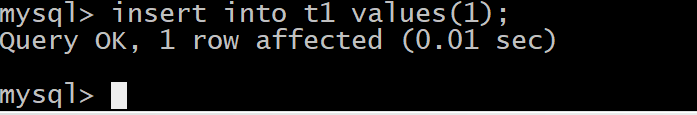 mysql> insert into t1 values(1);
Query OK, 1 row affected (0.01 sec)
mysql>